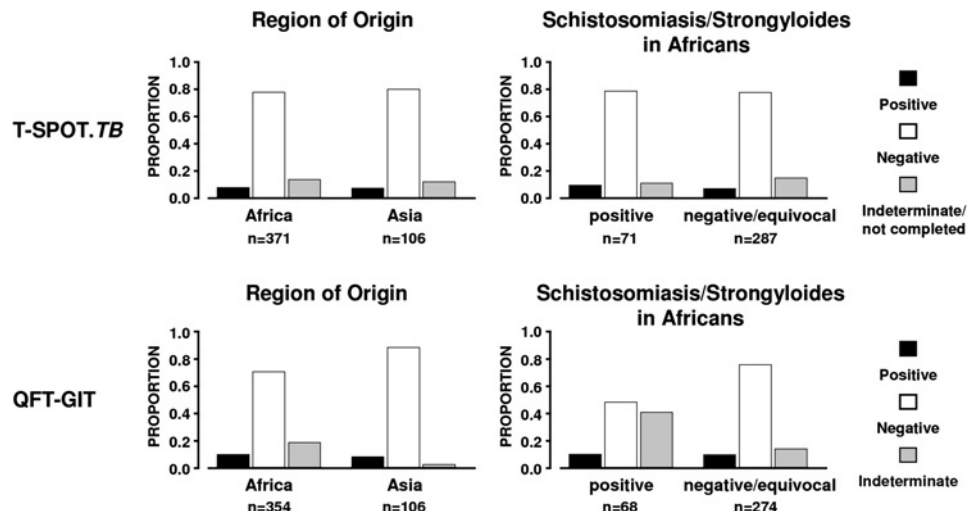 Region of Origin
Schistosomiasis/Strongyloides
in Africans
T-SPOT.TB
PROPORTION
1.0
0.8
0.6
0.4
0.2
0.0
Africa
n=371
Asia
n=106
PROPORTION
1.0
0.8
0.6
0.4
0.2
0.0
positive
n=71
negative/equivocal
n=287
Positive
Negative
Indeterminate/
not completed
Region of Origin
Schistosomiasis/Strongyloides
in Africans
QFT-GIT
PROPORTION
1.0
0.8
0.6
0.4
0.2
0.0
Africa
n=354
Asia
n=106
PROPORTION
1.0
0.8
0.6
0.4
0.2
0.0
positive
n=68
negative/equivocal
n=274
Positive
Negative
Indeterminate